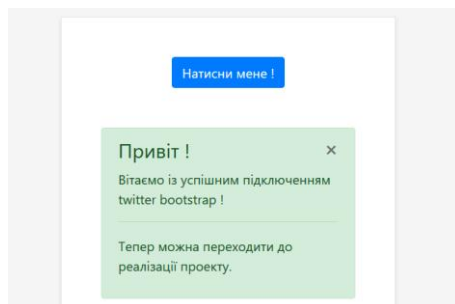 Натисни мене !
Привіт ! ×
Вітаємо із успішним підключенням
twitter bootstrap !
Тепер можна переходити до
реалізації проекту.